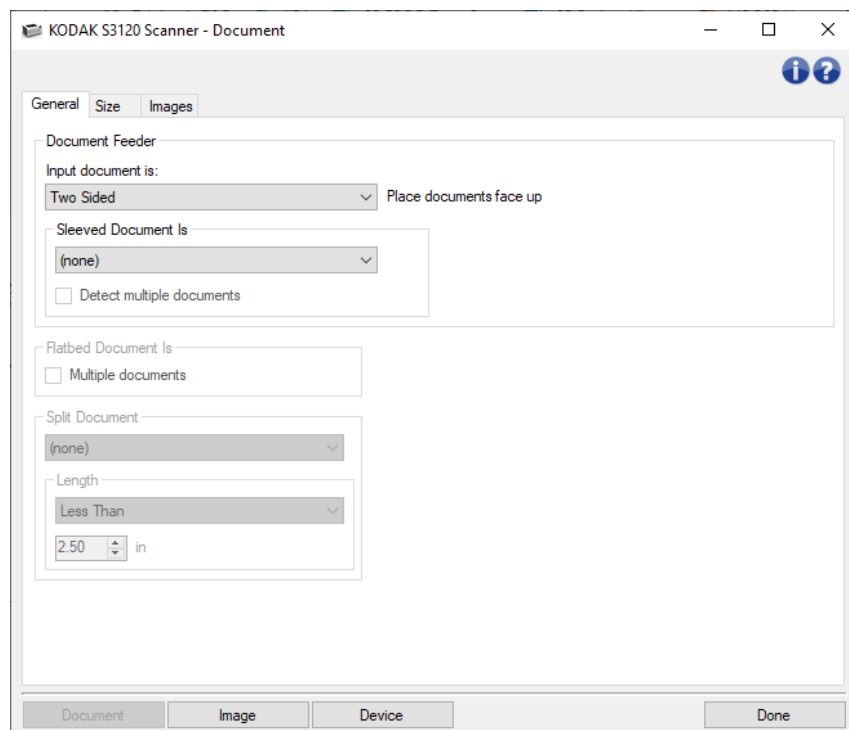 KODAK S3120 Scanner - Document
General Size Images
Document Feeder
Input document is:
Two Sided Place documents face up
Sleeved Document Is
(none)
Detect multiple documents
Flatbed Document Is
Multiple documents
Split Document
(none)
Length
Less Than
2.50 in
Document Image Device Done